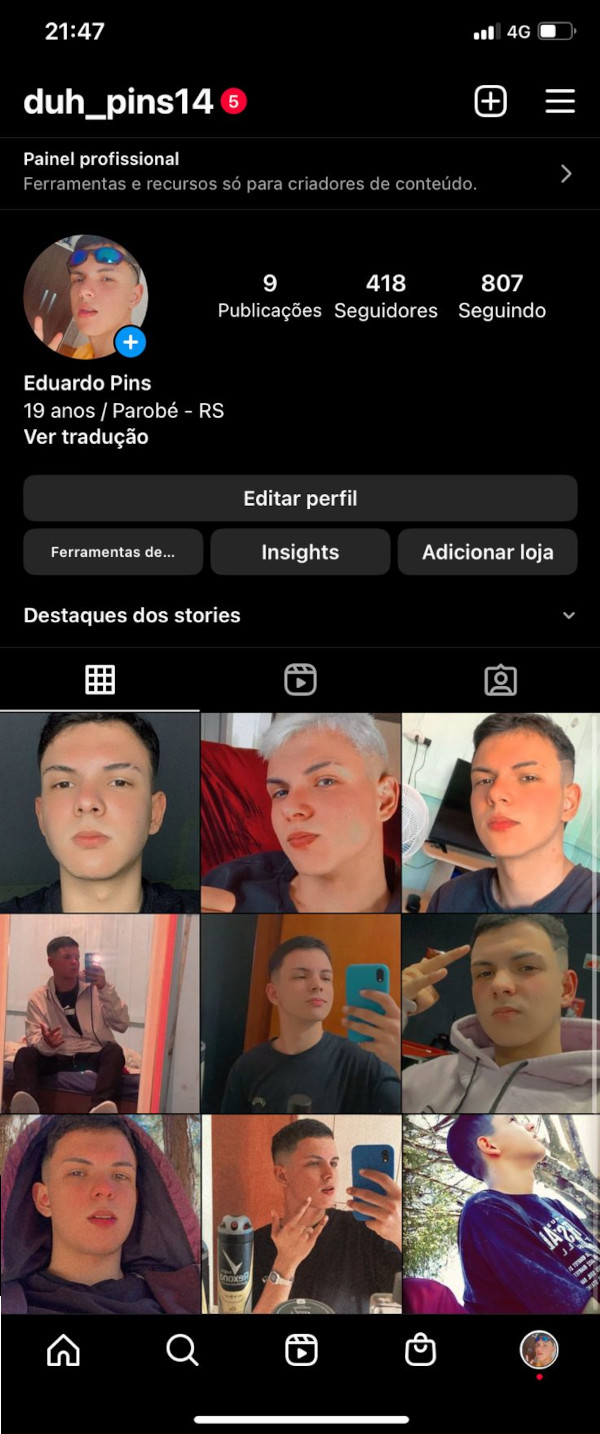 21:47
4G
duh_pins14 5
Painel profissional
Ferramentas e recursos só para criadores de conteúdo.
9 418 807
Publicações Seguidores Seguindo
Eduardo Pins
19 anos / Parobé - RS
Ver tradução
Editar perfil
Ferramentas de... Insights Adicionar loja
Destaques dos stories
Rexona